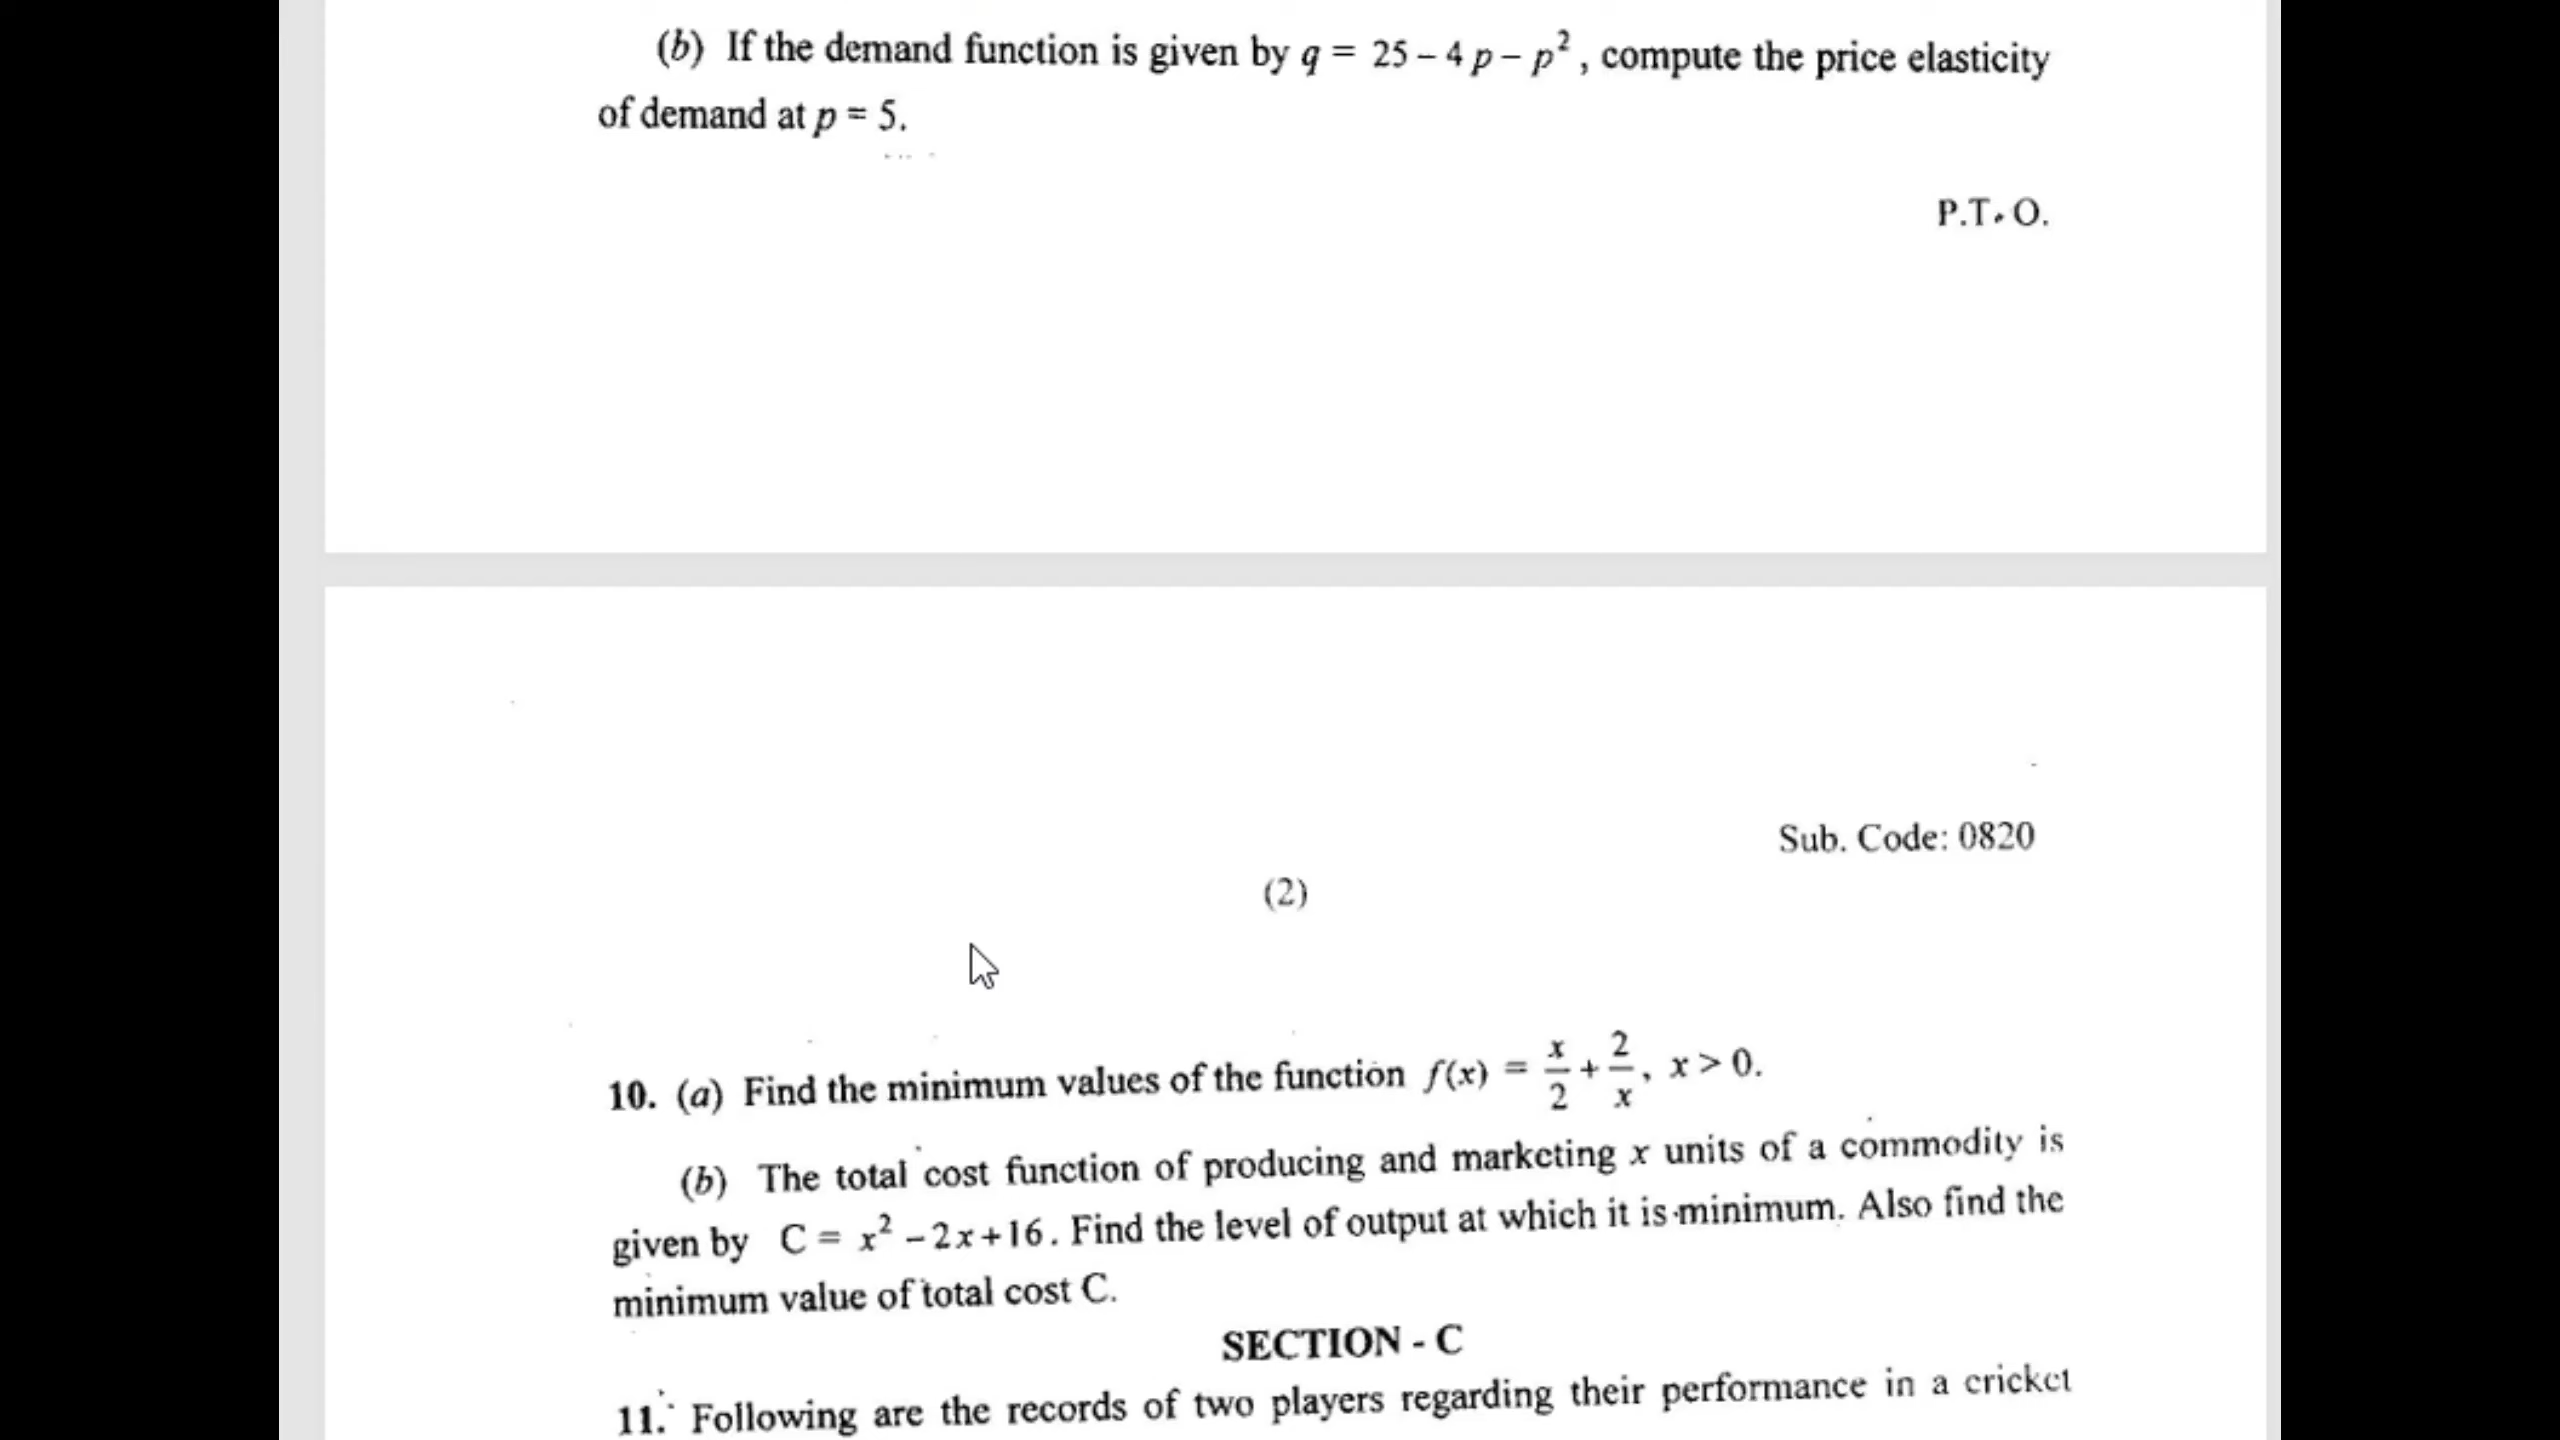 (b) If the demand function is given by q = 25 – 4p – p², compute the price elasticity
of demand at p = 5.
P.T.O.
Sub. Code: 0820
(2)
10. (a) Find the minimum values of the function f(x) = x/2 + 2/x, x > 0.
(b) The total cost function of producing and marketing x units of a commodity is
given by C = x² – 2x + 16. Find the level of output at which it is minimum. Also find the
minimum value of total cost C.
SECTION - C
11. Following are the records of two players regarding their performance in a cricket